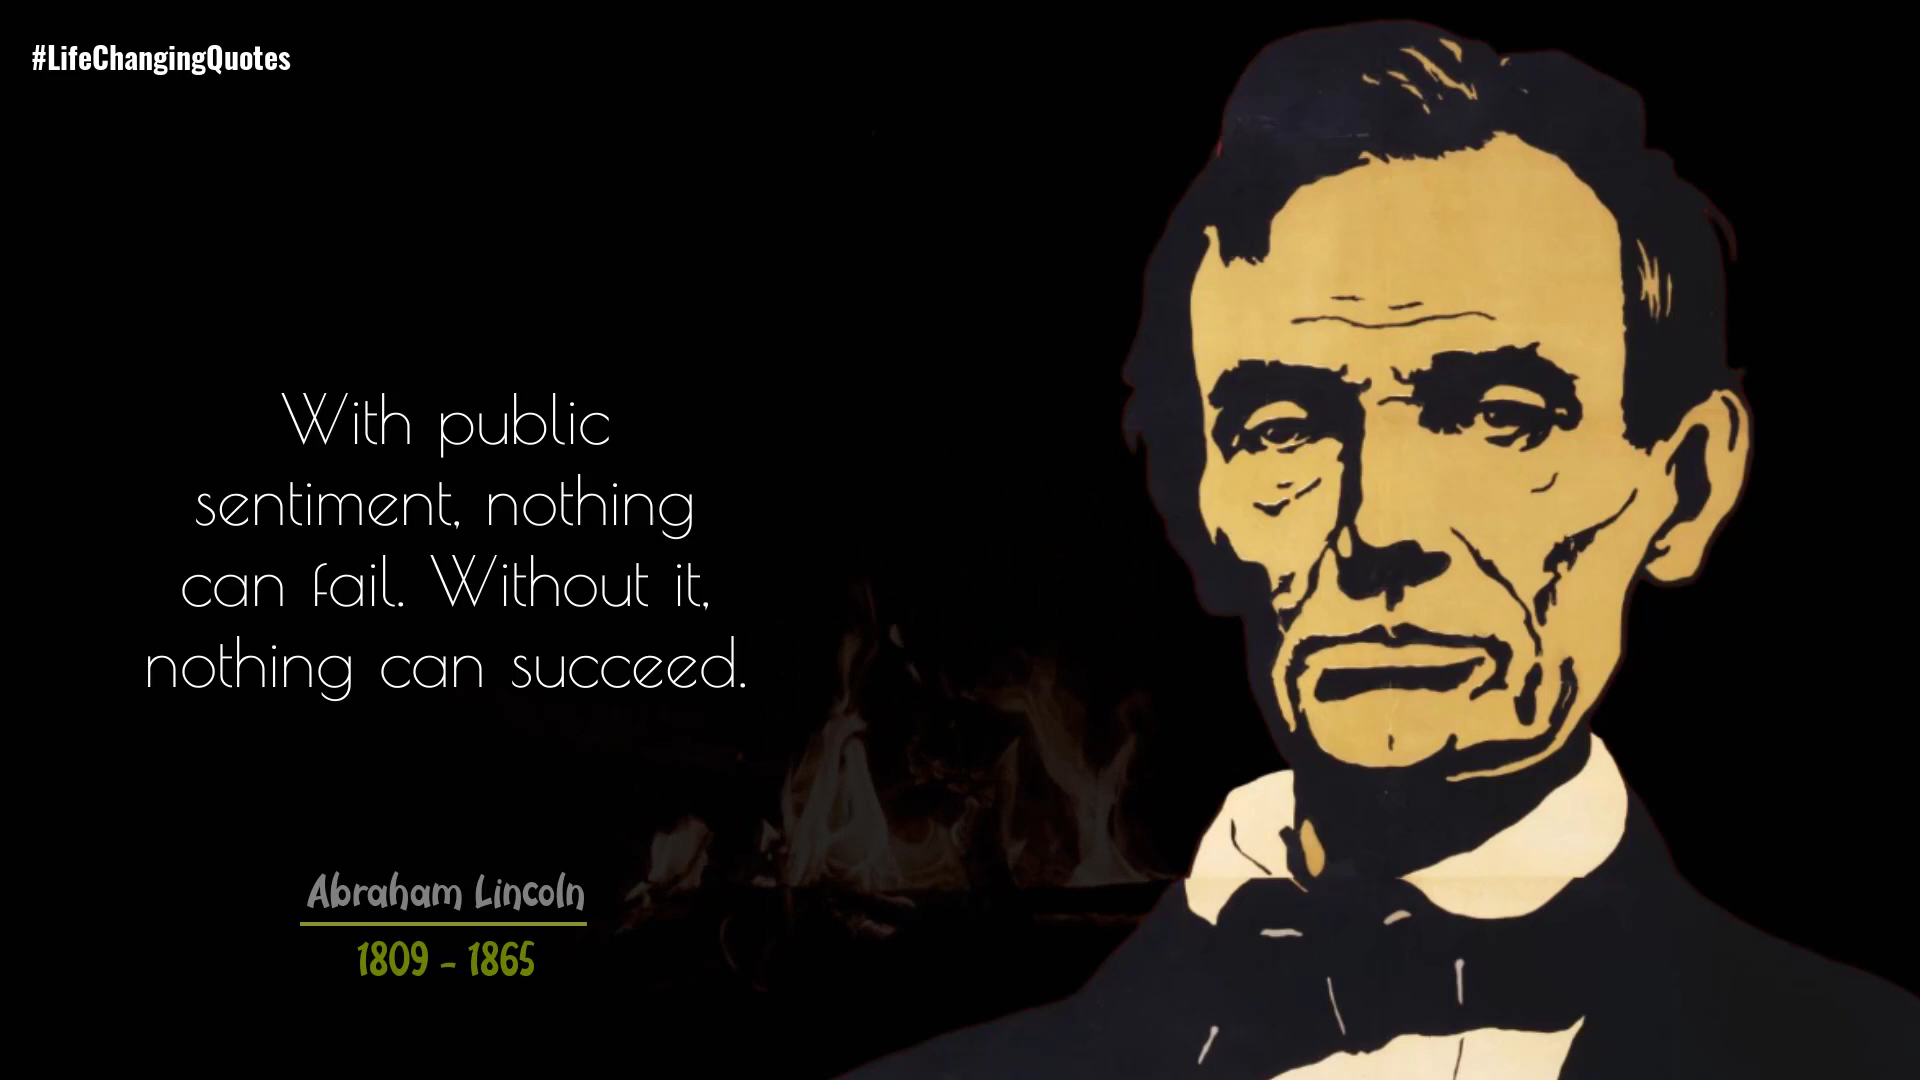 #LifeChangingQuotes
With public
sentiment, nothing
can fail. Without it,
nothing can succeed.
Abraham Lincoln
1809 - 1865